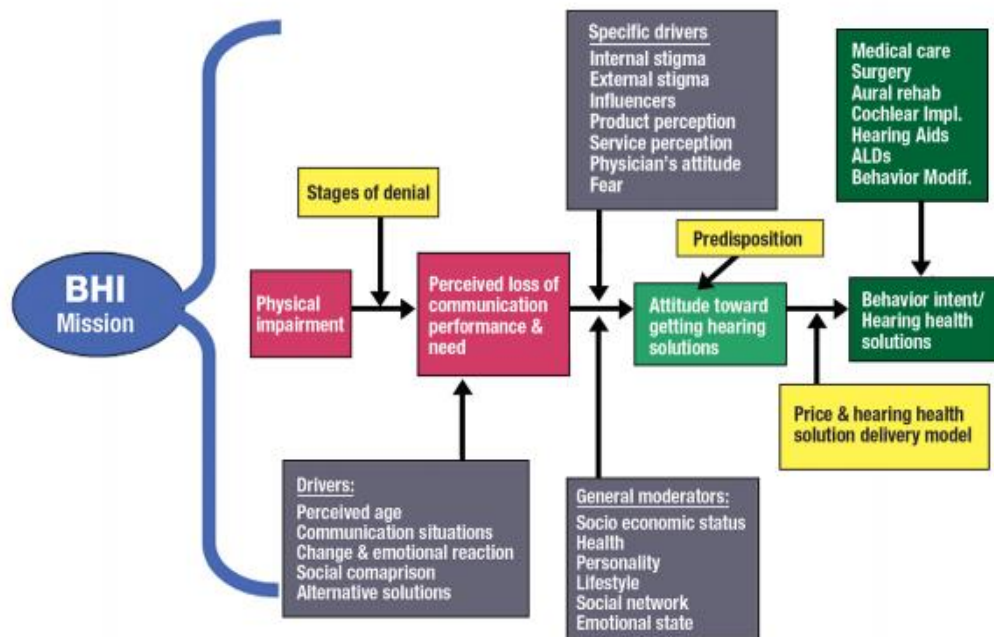 BHI
Mission
Physical
impairment
Stages of denial
Perceived loss of
communication
performance &
need
Drivers:
Perceived age
Communication situations
Change & emotional reaction
Social comaprison
Alternative solutions
Specific drivers
Internal stigma
External stigma
Influencers
Product perception
Service perception
Physician's attitude
Fear
General moderators:
Socio economic status
Health
Personality
Lifestyle
Social network
Emotional state
Predisposition
Attitude toward
getting hearing
solutions
Medical care
Surgery
Aural rehab
Cochlear Impl.
Hearing Aids
ALDs
Behavior Modif.
Behavior intent/
Hearing health
solutions
Price & hearing health
solution delivery model